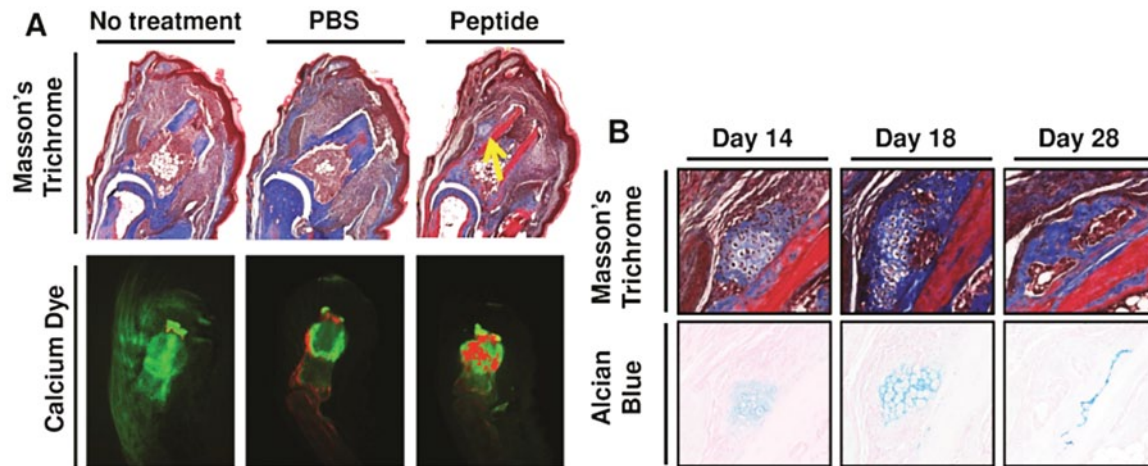 A
No treatment
PBS
Peptide
Masson's
Trichrome
Calcium Dye
B
Day 14
Day 18
Day 28
Masson's
Trichrome
Alcian
Blue